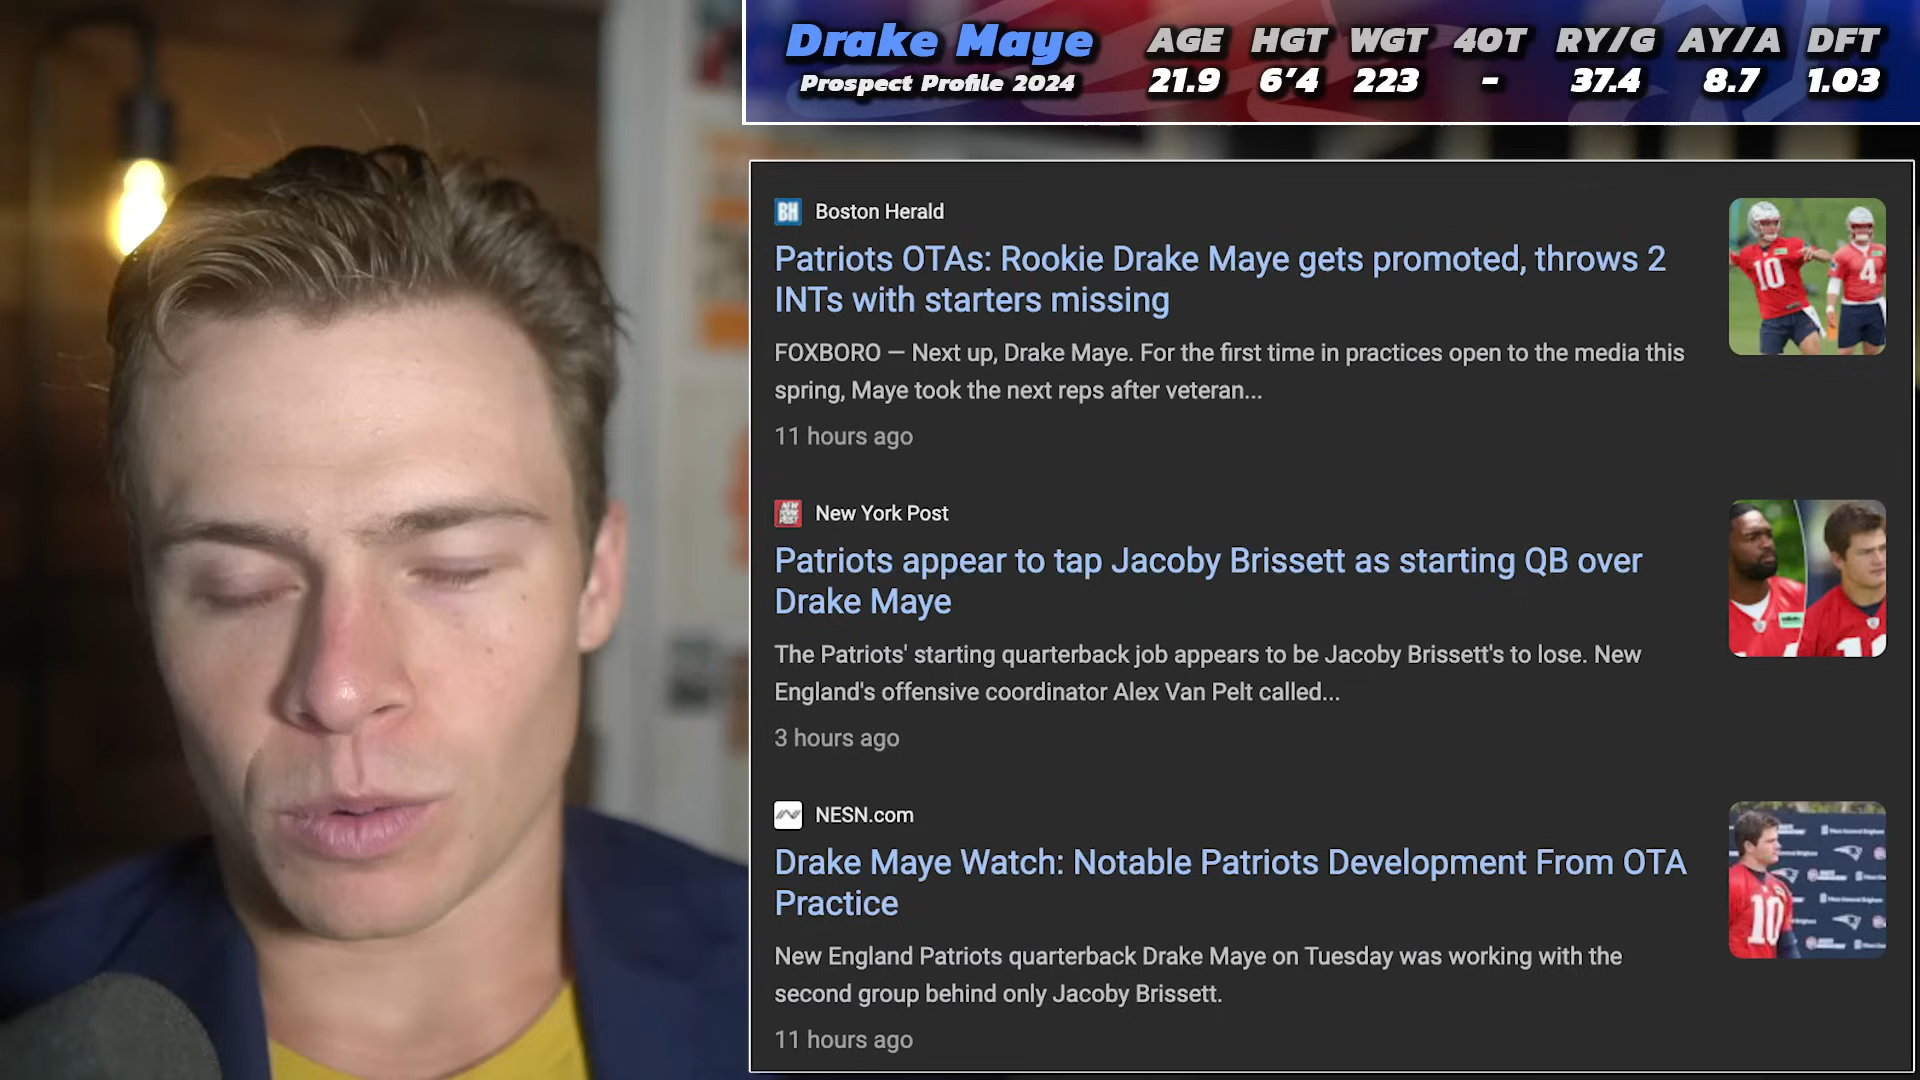 Drake Maye
Prospect Profile 2024
AGE HGT WGT 40T RY/G AY/A DFT
21.9 6'4 223 - 37.4 8.7 1.03
BH Boston Herald
Patriots OTAs: Rookie Drake Maye gets promoted, throws 2
INTs with starters missing
FOXBORO — Next up, Drake Maye. For the first time in practices open to the media this
spring, Maye took the next reps after veteran...
11 hours ago
10
4
NEW YORK POST New York Post
Patriots appear to tap Jacoby Brissett as starting QB over
Drake Maye
The Patriots' starting quarterback job appears to be Jacoby Brissett's to lose. New
England's offensive coordinator Alex Van Pelt called...
3 hours ago
NESN.com
Drake Maye Watch: Notable Patriots Development From OTA
Practice
New England Patriots quarterback Drake Maye on Tuesday was working with the
second group behind only Jacoby Brissett.
11 hours ago
10